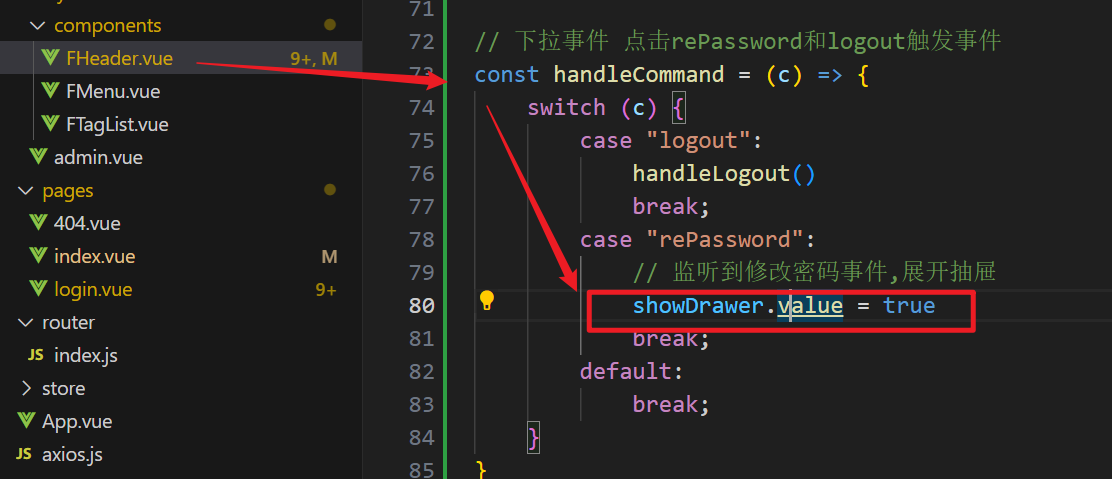 components
FHeader.vue 9+, M
FMenu.vue
FTagList.vue
admin.vue
pages
404.vue
index.vue M
login.vue 9+
router
JS index.js
store
App.vue
JS axios.js
71
72 // 下拉事件 点击rePassword和logout触发事件
73 const handleCommand = (c) => {
74 switch (c) {
75 case "logout":
76 handleLogout()
77 break;
78 case "rePassword":
79 // 监听到修改密码事件,展开抽屉
80 showDrawer.value = true
81 break;
82 default:
83 break;
84 }
85 }